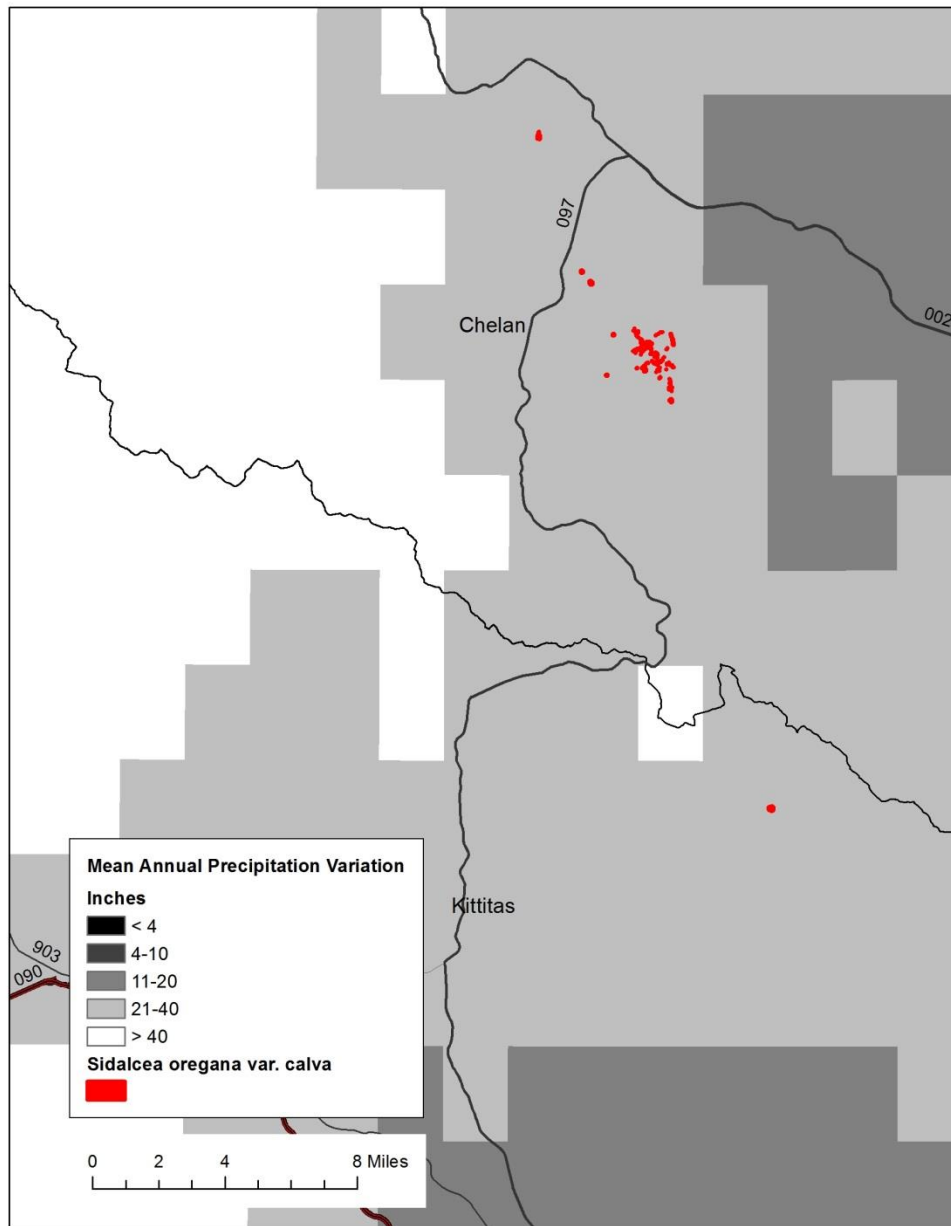 097
002
Chelan
Kittitas
903
090
Mean Annual Precipitation Variation
Inches
< 4
4-10
11-20
21-40
> 40
Sidalcea oregana var. calva
0 2 4 8 Miles